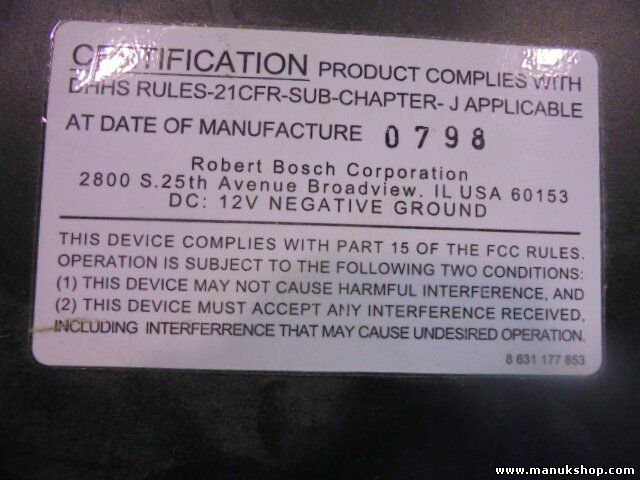 CERTIFICATION PRODUCT COMPLIES WITH
DHHS RULES-21CFR-SUB-CHAPTER- J APPLICABLE
AT DATE OF MANUFACTURE 0798
Robert Bosch Corporation
2800 S.25th Avenue Broadview. IL USA 60153
DC: 12V NEGATIVE GROUND
THIS DEVICE COMPLIES WITH PART 15 OF THE FCC RULES.
OPERATION IS SUBJECT TO THE FOLLOWING TWO CONDITIONS:
(1) THIS DEVICE MAY NOT CAUSE HARMFUL INTERFERENCE, AND
(2) THIS DEVICE MUST ACCEPT ANY INTERFERENCE RECEIVED,
INCLUDING INTERFERRENCE THAT MAY CAUSE UNDESIRED OPERATION.
8 631 177 853
www.manukshop.com